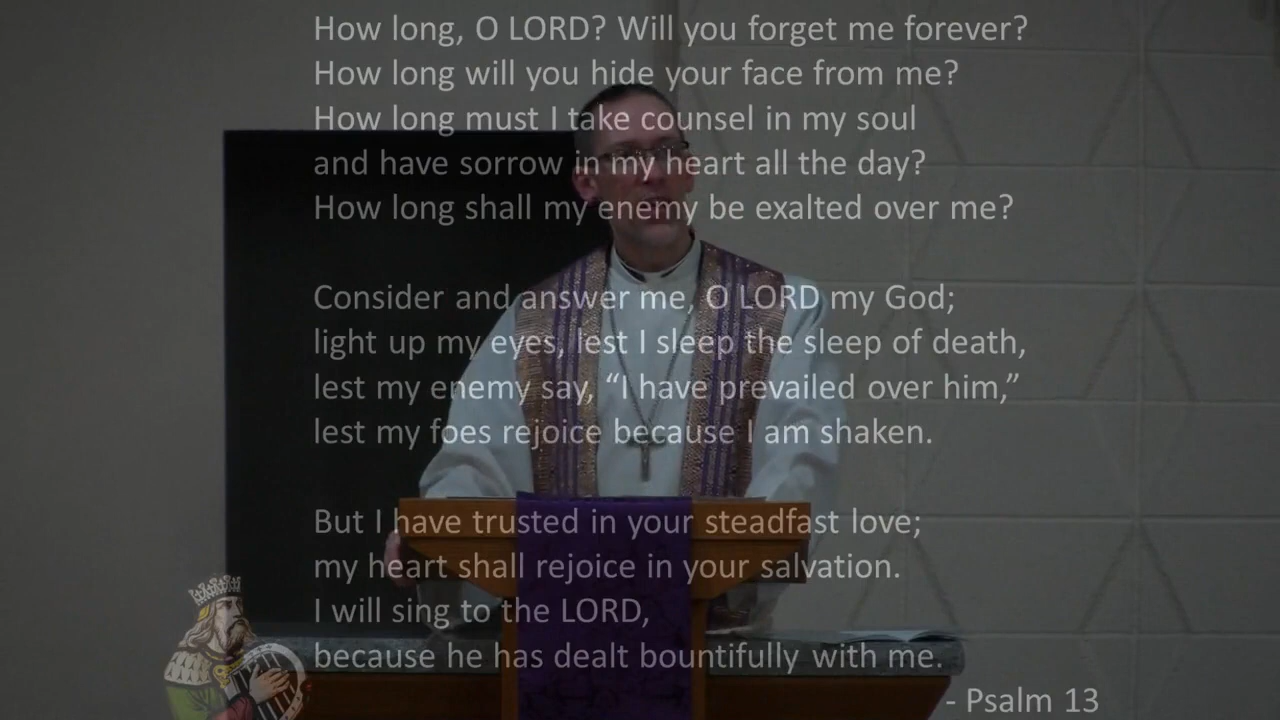 How long, O LORD? Will you forget me forever?
How long will you hide your face from me?
How long must I take counsel in my soul
and have sorrow in my heart all the day?
How long shall my enemy be exalted over me?
Consider and answer me, O LORD my God;
light up my eyes, lest I sleep the sleep of death,
lest my enemy say, “I have prevailed over him,”
lest my foes rejoice because I am shaken.
But I have trusted in your steadfast love;
my heart shall rejoice in your salvation.
I will sing to the LORD,
because he has dealt bountifully with me.
- Psalm 13